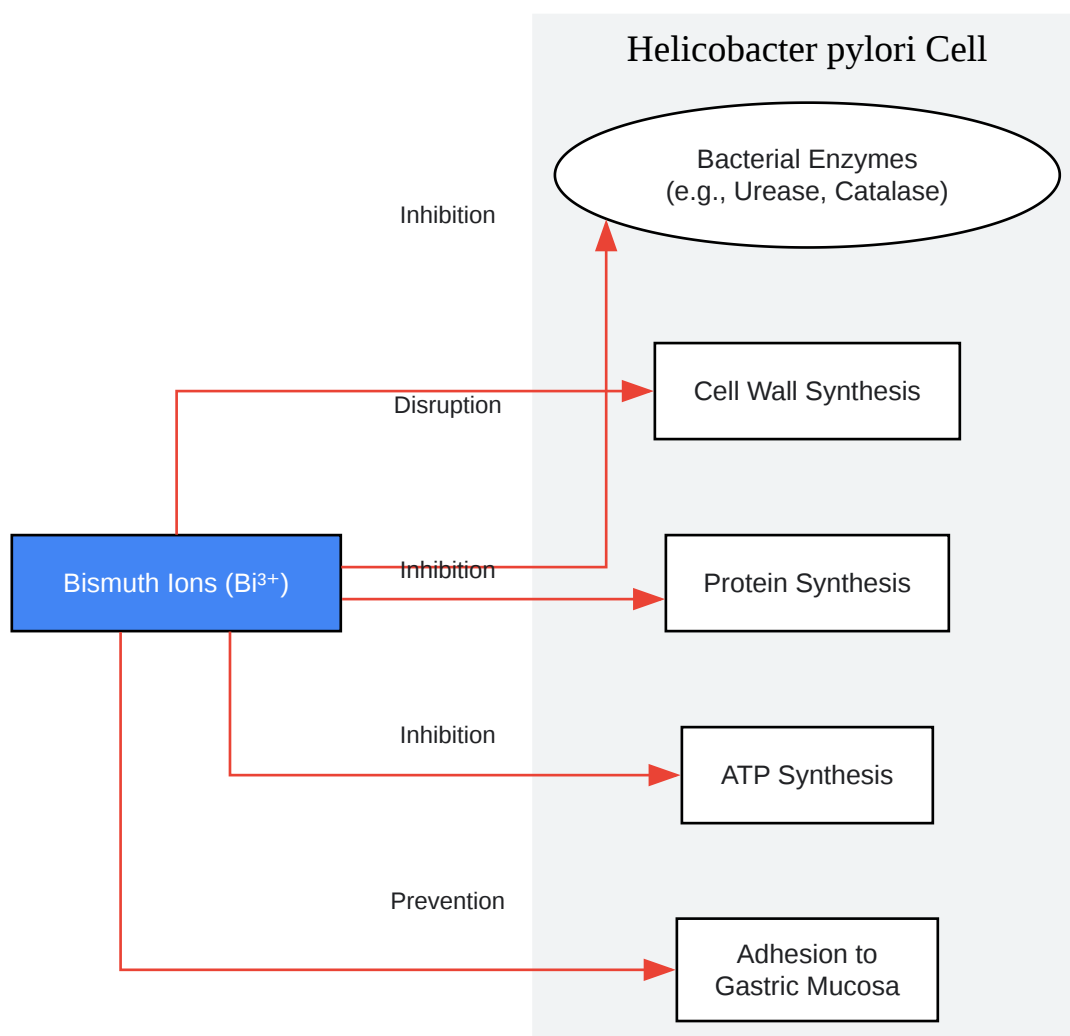 Helicobacter pylori Cell
Bacterial Enzymes
(e.g., Urease, Catalase)
Inhibition
Cell Wall Synthesis
Disruption
Inhibition
Bismuth Ions (Bi³⁺)
Protein Synthesis
Inhibition
ATP Synthesis
Prevention
Adhesion to
Gastric Mucosa